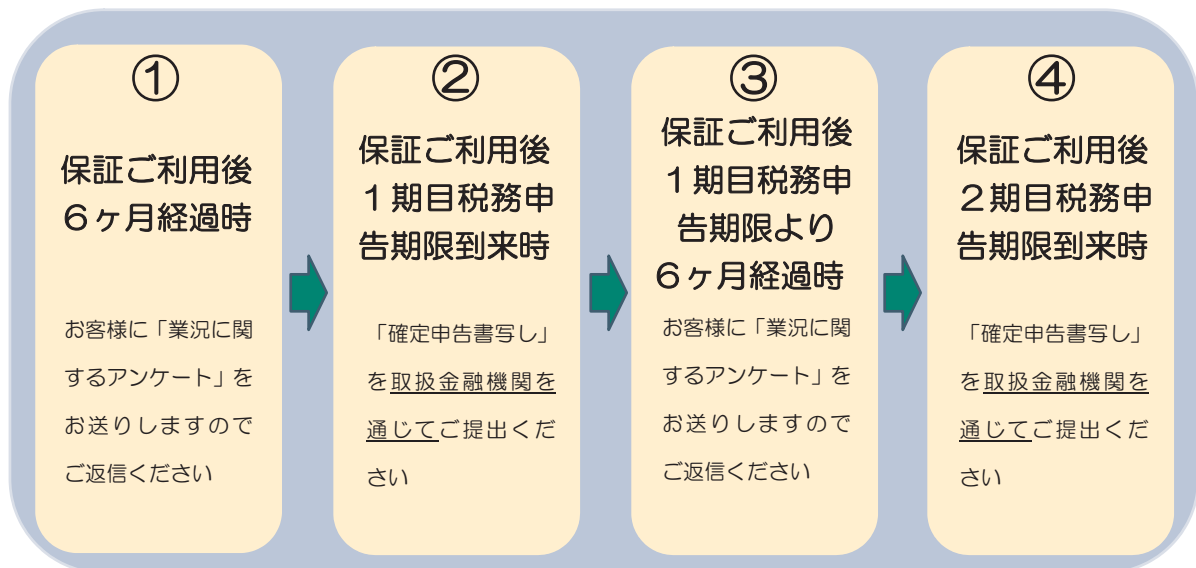 ①
保証ご利用後
６ヶ月経過時
お客様に「業況に関
するアンケート」を
お送りしますので
ご返信ください
②
保証ご利用後
１期目税務申
告期限到来時
「確定申告書写し」
を取扱金融機関を
通じてご提出くだ
さい
③
保証ご利用後
１期目税務申
告期限より
６ヶ月経過時
お客様に「業況に関
するアンケート」を
お送りしますので
ご返信ください
④
保証ご利用後
２期目税務申
告期限到来時
「確定申告書写し」
を取扱金融機関を
通じてご提出くだ
さい